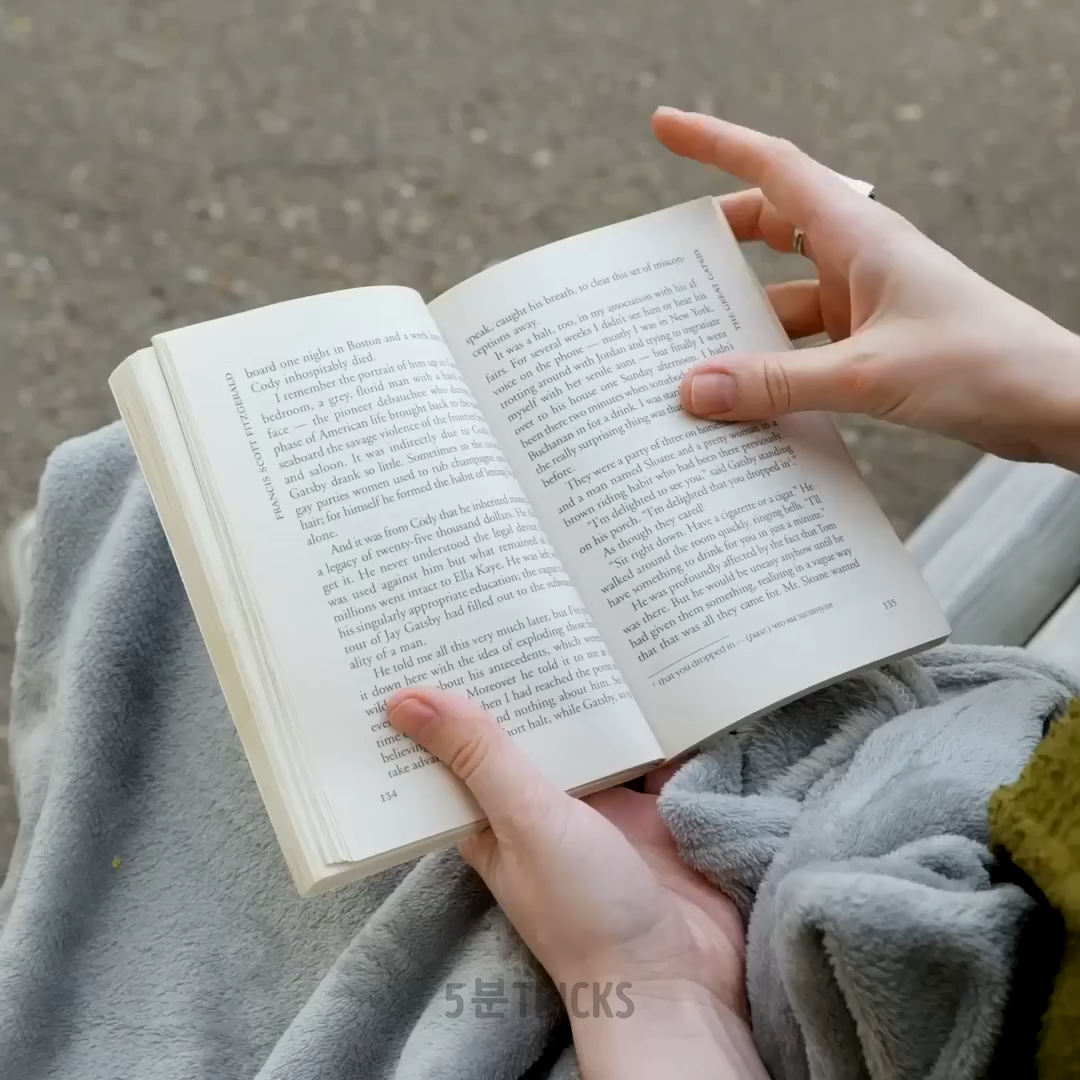 FRANCIS SCOTT FITZGERALD
board one night in Boston and a week
Cody inhospitably died.
I remember the portrait of him up in
bedroom, a grey, florid man with a
face — the pioneer debauchee who
phase of American life brought back to the
seaboard the savage violence of the frontier
and saloon. It was indirectly due to Cody
Gatsby drank so little. Sometimes in the
gay parties women used to rub champagne
hair; for himself he formed the habit of letting
alone.
And it was from Cody that he inherited
a legacy of twenty-five thousand dollars. He
get it. He never understood the legal
was used against him but what remained
millions went intact to Ella Kaye. He was left
his singularly appropriate education; the vague
tour of Jay Gatsby had filled out to the
ality of a man.
He told me all this very much later, but
it down here with the idea of exploding those
wild about his antecedents, which
Moreover he told it to me
time when I had reached the point
believing and nothing about him.
take short halt, while Gatsby,
134
THE GREAT GATSBY
speak, caught his breath, to clear this set of miscon-
ceptions away.
It was a halt, too, in my association with his af
fairs. For several weeks I didn't see him or hear his
voice on the phone — mostly I was in New York,
trotting around with Jordan and trying to ingratiate
myself with her senile aunt — but finally I went
over to his house one Sunday afternoon. I hadn't
been there two minutes when
Buchanan in for a drink. I was
the really surprising thing was
before.
They were a party of three on
and a man named Sloane and a pretty woman in a
brown riding habit who had been there previously.
"I'm delighted to see you," said Gatsby standing
on his porch. "I'm delighted that you dropped in¹."
As though they cared!
"Sit right down. Have a cigarette or a cigar." He
walked around the room quickly, ringing bells. "I'll
have something to drink for you in just a minute."
He was profoundly affected by the fact that Tom
was there. But he would be uneasy anyhow until he
had given them something, realizing in a vague way
that that was all they came for. Mr. Sloane wanted
¹ that you dropped in - (разг.) что вы заглянули
135
5분TRICKS